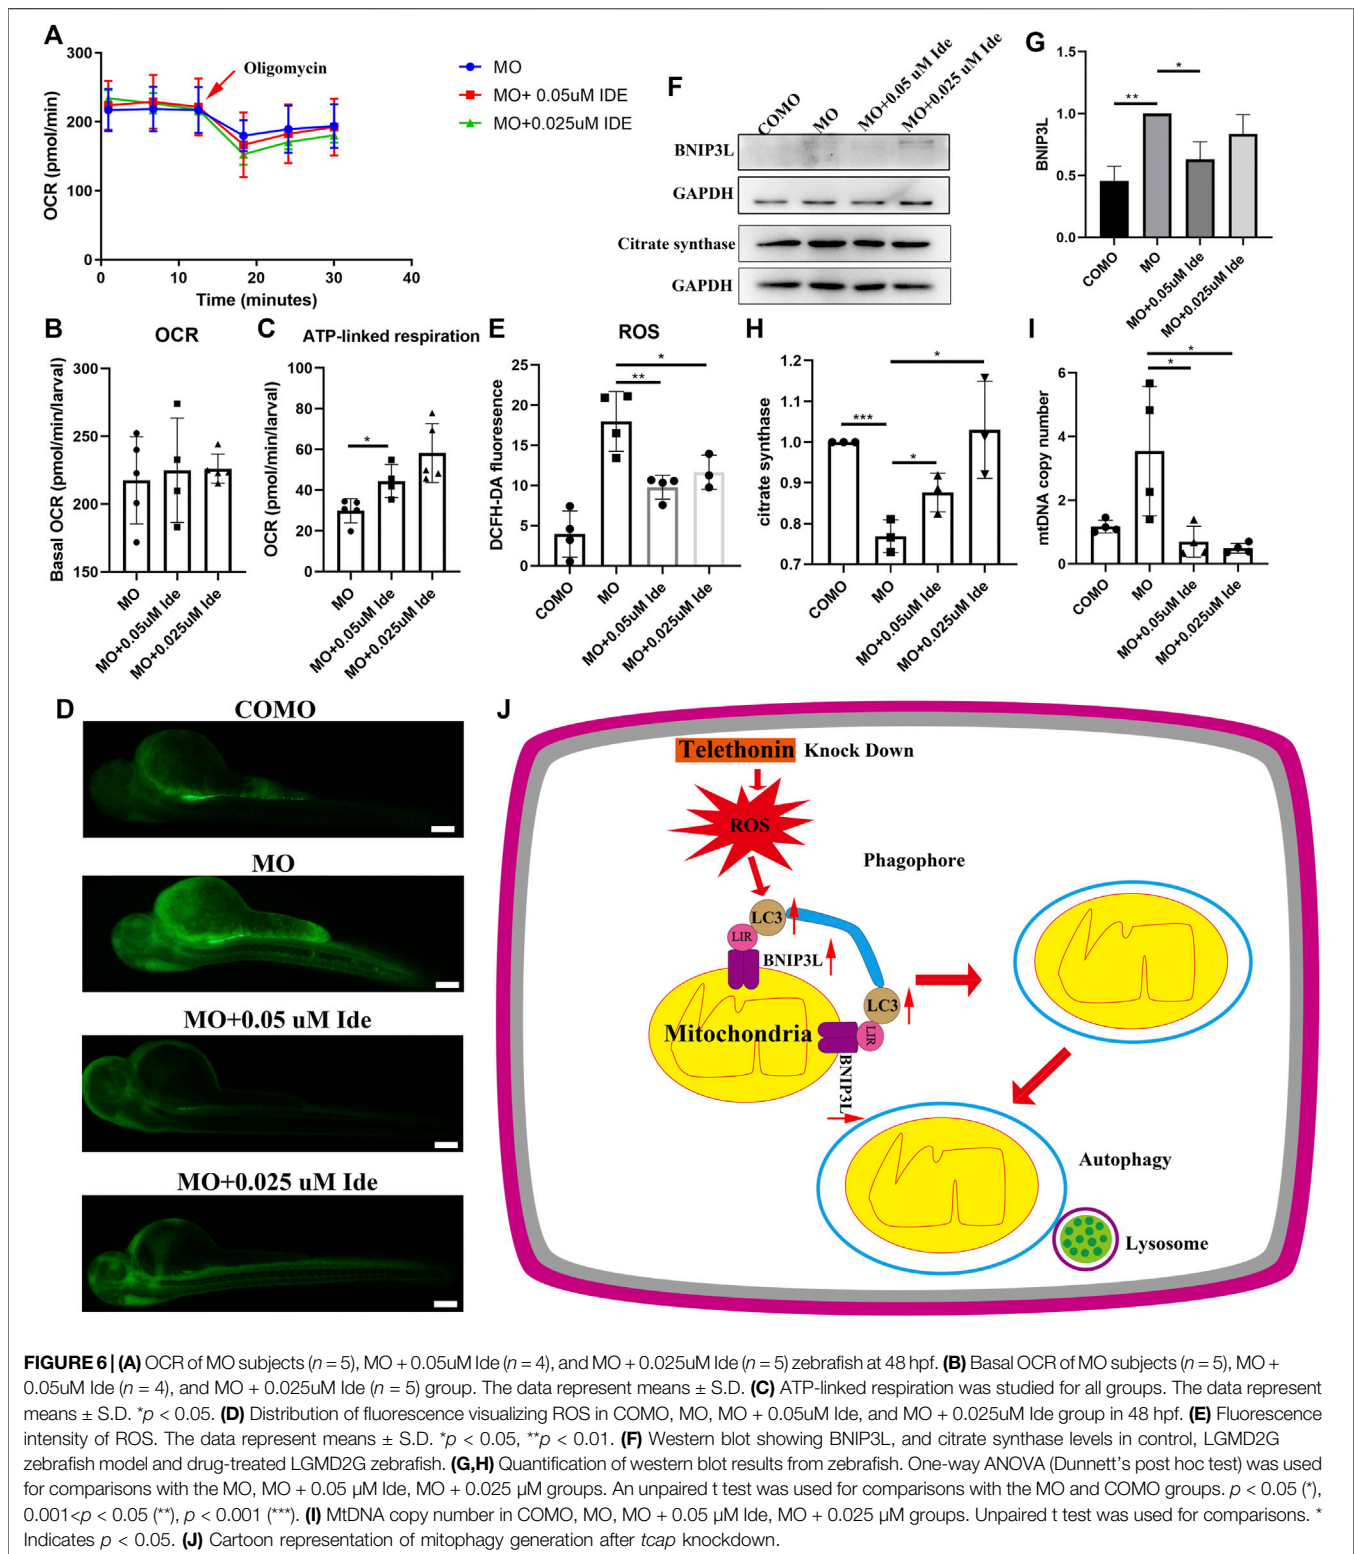 A
300
200
100
0
OCR (pmol/min)
Oligomycin
0 10 20 30 40
Time (minutes)
MO
MO+ 0.05uM IDE
MO+0.025uM IDE
F
COMO
MO
MO+0.05 uM Ide
MO+0.025 uM Ide
BNIP3L
GAPDH
Citrate synthase
GAPDH
G
1.5
1.0
0.5
0.0
BNIP3L
**
*
COMO
MO
MO+0.05uM Ide
MO+0.025uM Ide
B
OCR
300
250
200
150
Basal OCR (pmol/min/larval)
MO
MO+0.05uM Ide
MO+0.025uM Ide
C
ATP-linked respiration
100
80
60
40
20
0
OCR (pmol/min/larval)
*
MO
MO+0.05uM Ide
MO+0.025uM Ide
E
ROS
25
20
15
10
5
0
DCFH-DA fluoresence
*
**
COMO
MO
MO+0.05uM Ide
MO+0.025uM Ide
H
1.2
1.0
0.9
0.8
0.7
citrate synthase
*
***
*
COMO
MO
MO+0.05uM Ide
MO+0.025uM Ide
I
6
4
2
0
mtDNA copy number
*
*
COMO
MO
MO+0.05uM Ide
MO+0.025uM Ide
D
COMO
MO
MO+0.05 uM Ide
MO+0.025 uM Ide
J
Telethonin Knock Down
ROS
Phagophore
LC3
LIR
BNIP3L
LC3
LIR
Mitochondria
BNIP3L
Autophagy
Lysosome
FIGURE 6 | (A) OCR of MO subjects (n = 5), MO + 0.05uM Ide (n = 4), and MO + 0.025uM Ide (n = 5) zebrafish at 48 hpf. (B) Basal OCR of MO subjects (n = 5), MO +
0.05uM Ide (n = 4), and MO + 0.025uM Ide (n = 5) group. The data represent means ± S.D. (C) ATP-linked respiration was studied for all groups. The data represent
means ± S.D. *p < 0.05. (D) Distribution of fluorescence visualizing ROS in COMO, MO, MO + 0.05uM Ide, and MO + 0.025uM Ide group in 48 hpf. (E) Fluorescence
intensity of ROS. The data represent means ± S.D. *p < 0.05, **p < 0.01. (F) Western blot showing BNIP3L, and citrate synthase levels in control, LGMD2G
zebrafish model and drug-treated LGMD2G zebrafish. (G,H) Quantification of western blot results from zebrafish. One-way ANOVA (Dunnett's post hoc test) was used
for comparisons with the MO, MO + 0.05 µM Ide, MO + 0.025 µM groups. An unpaired t test was used for comparisons with the MO and COMO groups. p < 0.05 (*),
0.001<p < 0.05 (**), p < 0.001 (***). (I) MtDNA copy number in COMO, MO, MO + 0.05 µM Ide, MO + 0.025 µM groups. Unpaired t test was used for comparisons. *
Indicates p < 0.05. (J) Cartoon representation of mitophagy generation after tcap knockdown.